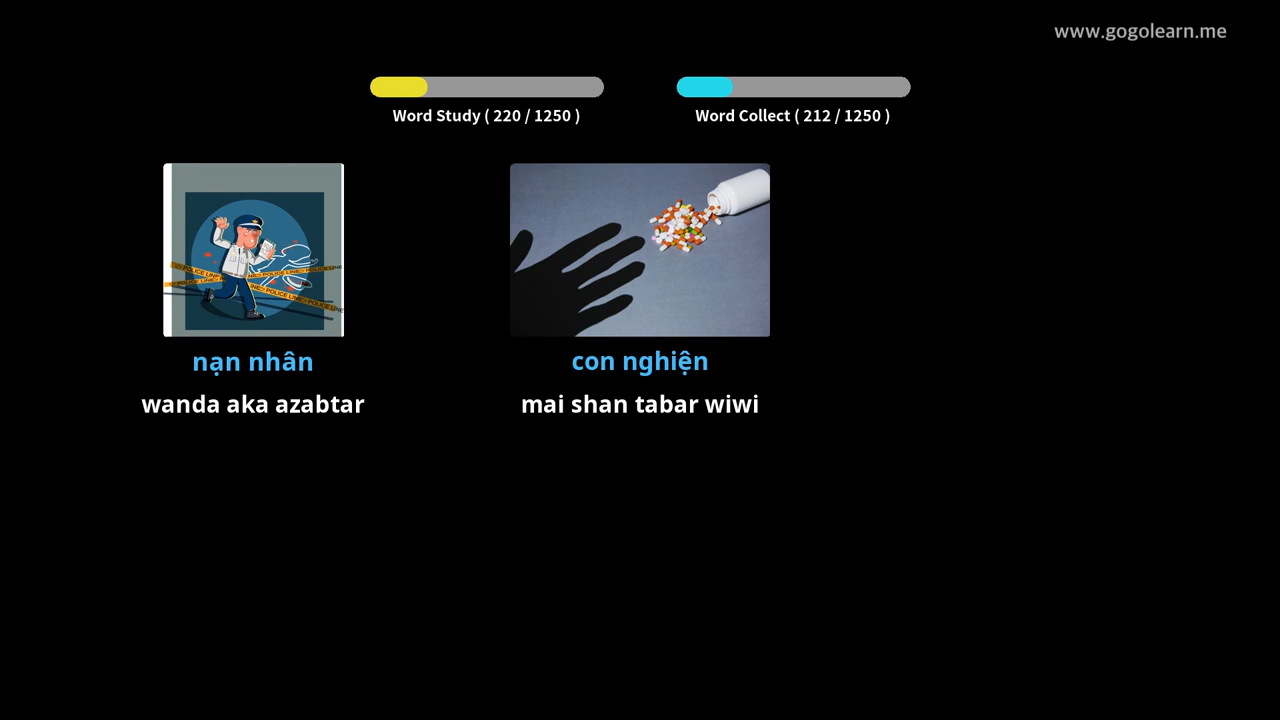 www.gogolearn.me
Word Study ( 220 / 1250 )
Word Collect ( 212 / 1250 )
nạn nhân
con nghiện
wanda aka azabtar
mai shan tabar wiwi